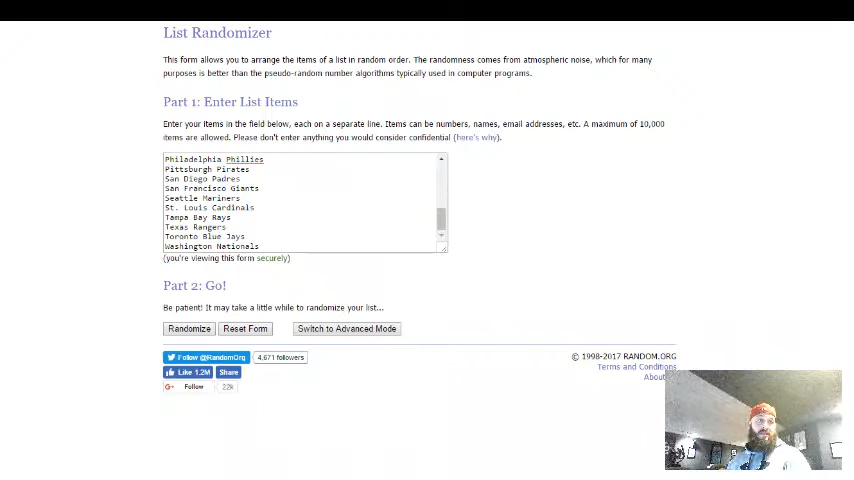 List Randomizer
This form allows you to arrange the items of a list in random order. The randomness comes from atmospheric noise, which for many
purposes is better than the pseudo-random number algorithms typically used in computer programs.
Part 1: Enter List Items
Enter your items in the field below, each on a separate line. Items can be numbers, names, email addresses, etc. A maximum of 10,000
items are allowed. Please don't enter anything you would consider confidential (here's why).
Philadelphia Phillies
Pittsburgh Pirates
San Diego Padres
San Francisco Giants
Seattle Mariners
St. Louis Cardinals
Tampa Bay Rays
Texas Rangers
Toronto Blue Jays
Washington Nationals
(you're viewing this form securely)
Part 2: Go!
Be patient! It may take a little while to randomize your list...
Randomize Reset Form Switch to Advanced Mode
Follow @RandomOrg 4,671 followers
© 1998-2017 RANDOM.ORG
Like 1.2M Share
Terms and Conditions
About
G+ Follow 22k